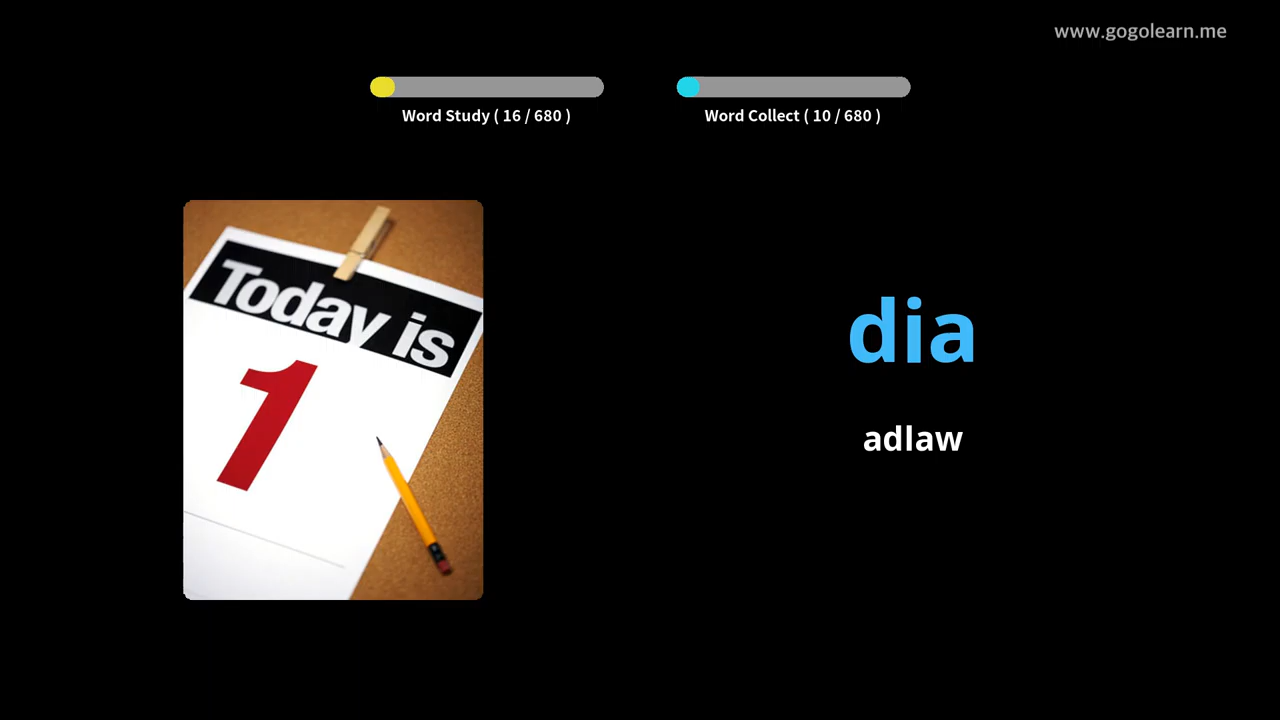 www.gogolearn.me
Word Study ( 16 / 680 )
Word Collect ( 10 / 680 )
Today is
1
dia
adlaw